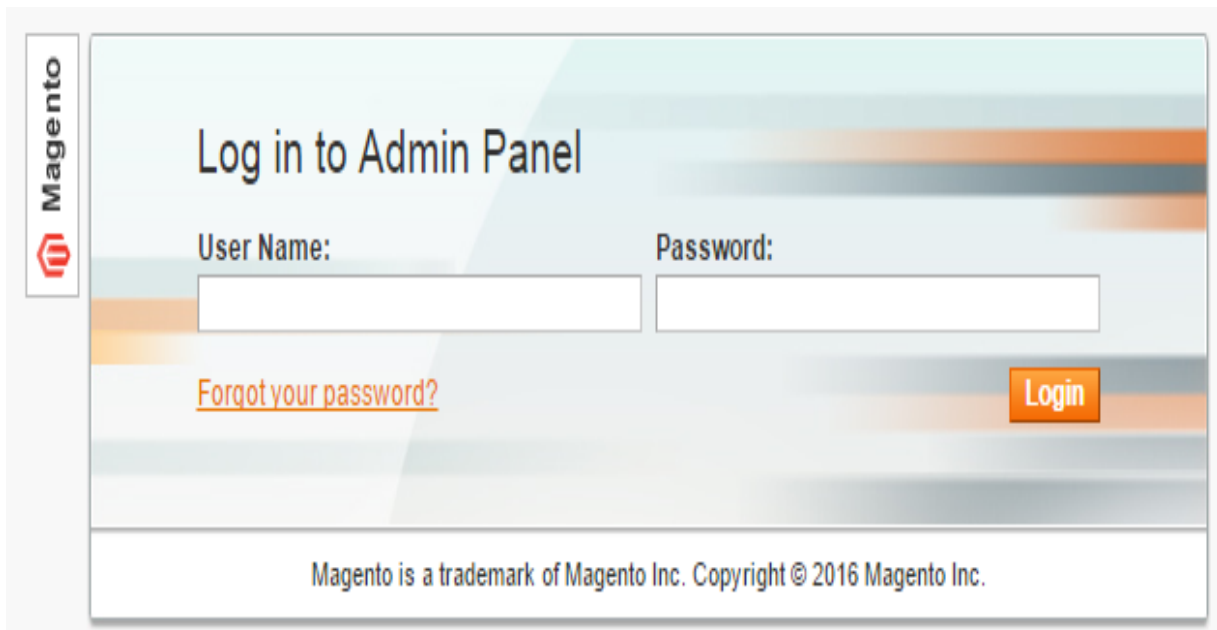 Magento
Log in to Admin Panel
User Name:
Password:
Forgot your password?
Login
Magento is a trademark of Magento Inc. Copyright © 2016 Magento Inc.